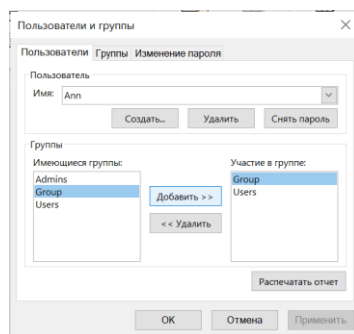 Пользователи и группы
Пользователи Группы Изменение пароля
Пользователь
Имя: Ann
Создать... Удалить Снять пароль
Группы
Имеющиеся группы: Участие в группе:
Admins
Group
Users
Добавить >>
<< Удалить
Group
Users
Распечатать отчет
OK Отмена Применить